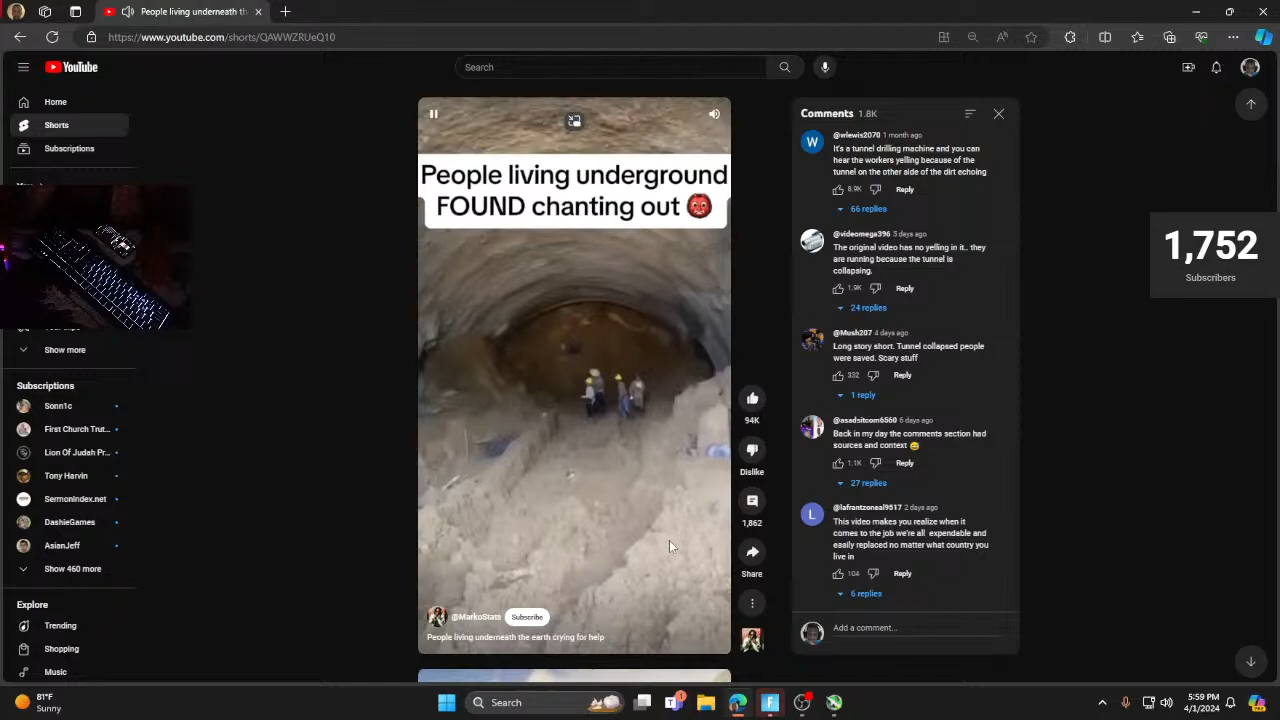 People living underneath th
https://www.youtube.com/shorts/QAWWZRUeQ10
YouTube
Search
Home
Shorts
Subscriptions
Show more
Subscriptions
Sonn1c
First Church Trut...
Lion Of Judah Pr...
Tony Harvin
SermonIndex.net
DashieGames
AsianJeff
Show 460 more
Explore
Trending
Shopping
Music
People living underground
FOUND chanting out 👹
@MarkoStats
Subscribe
People living underneath the earth crying for help
94K
Dislike
1,862
Share
Comments 1.8K
W
@wlewis2070 1 month ago
It's a tunnel drilling machine and you can
hear the workers yelling because of the
tunnel on the other side of the dirt echoing
8.9K Reply
66 replies
@videomega396 5 days ago
The original video has no yelling in it.. they
are running because the tunnel is
collapsing.
1.9K Reply
24 replies
@Mush207 4 days ago
Long story short. Tunnel collapsed people
were saved. Scary stuff
332 Reply
1 reply
@asadsitcom6560 6 days ago
Back in my day the comments section had
sources and context 😅
1.1K Reply
27 replies
L
@lafrantzoneal9517 2 days ago
This video makes you realize when it
comes to the job we're all expendable and
easily replaced no matter what country you
live in
104 Reply
6 replies
Add a comment...
1,752
Subscribers
81°F
Sunny
Search
5:59 PM
4/3/2024